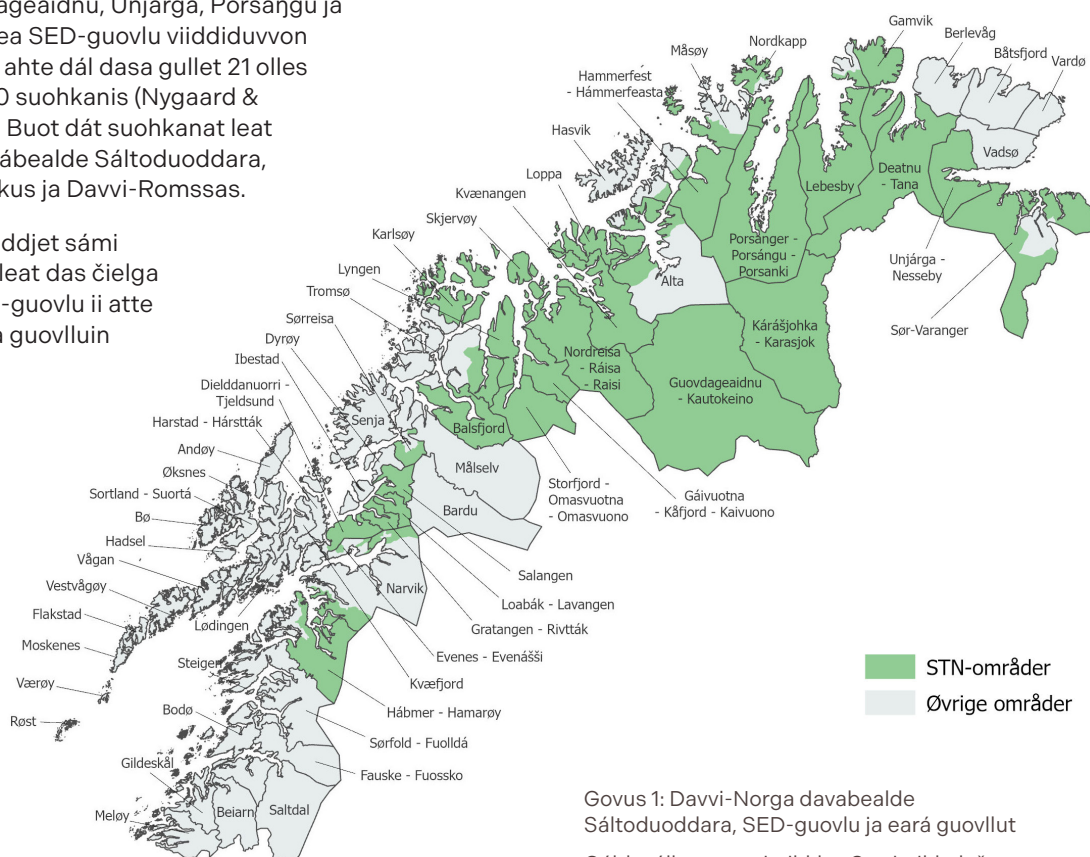 ageaidnu, Unjárga, Porsáŋgu ja
ea SED-guovlu viiddiduvvon
ahte dál dasa gullet 21 olles
0 suohkanis (Nygaard &
Buot dát suohkanat leat
ábealde Sáltoduoddara,
kus ja Davvi-Romssas.
ddjet sámi
leat das čielga
-guovlu ii atte
a guovlluin
Gamvik
Berlevåg
Båtsfjord
Vardø
Nordkapp
Måsøy
Hammerfest
- Hámmerfeasta
Hasvik
Loppa
Kvænangen
Skjervøy
Karlsøy
Lyngen
Tromsø
Sørreisa
Dyrøy
Ibestad
Dielddanuorri -
Tjeldsund
Harstad - Hárstták
Andøy
Øksnes
Sortland - Suortá
Bø
Hadsel
Vågan
Vestvågøy
Flakstad
Moskenes
Værøy
Røst
Lødingen
Steigen
Bodø
Gildeskål
Meløy
Beiarn
Saltdal
Vadsø
Deatnu
- Tana
Lebesby
Porsanger -
Porsángu -
Porsanki
Unjárga -
Nesseby
Sør-Varanger
Alta
Kárášjohka
- Karasjok
Nordreisa
- Ráisa
- Raisi
Guovdageaidnu
- Kautokeino
Senja
Balsfjord
Målselv
Bardu
Storfjord -
Omasvuotna
- Omasvuono
Gáivuotna
- Kåfjord - Kaivuono
Narvik
Salangen
Loabák - Lavangen
Gratangen - Rivtták
Evenes - Evenášši
Kvæfjord
Hábmer - Hamarøy
Sørfold - Fuolldá
Fauske - Fuossko
STN-områder
Øvrige områder
Govus 1: Davvi-Norga davabealde
Sáltoduoddara, SED-guovlu ja eará guovllut